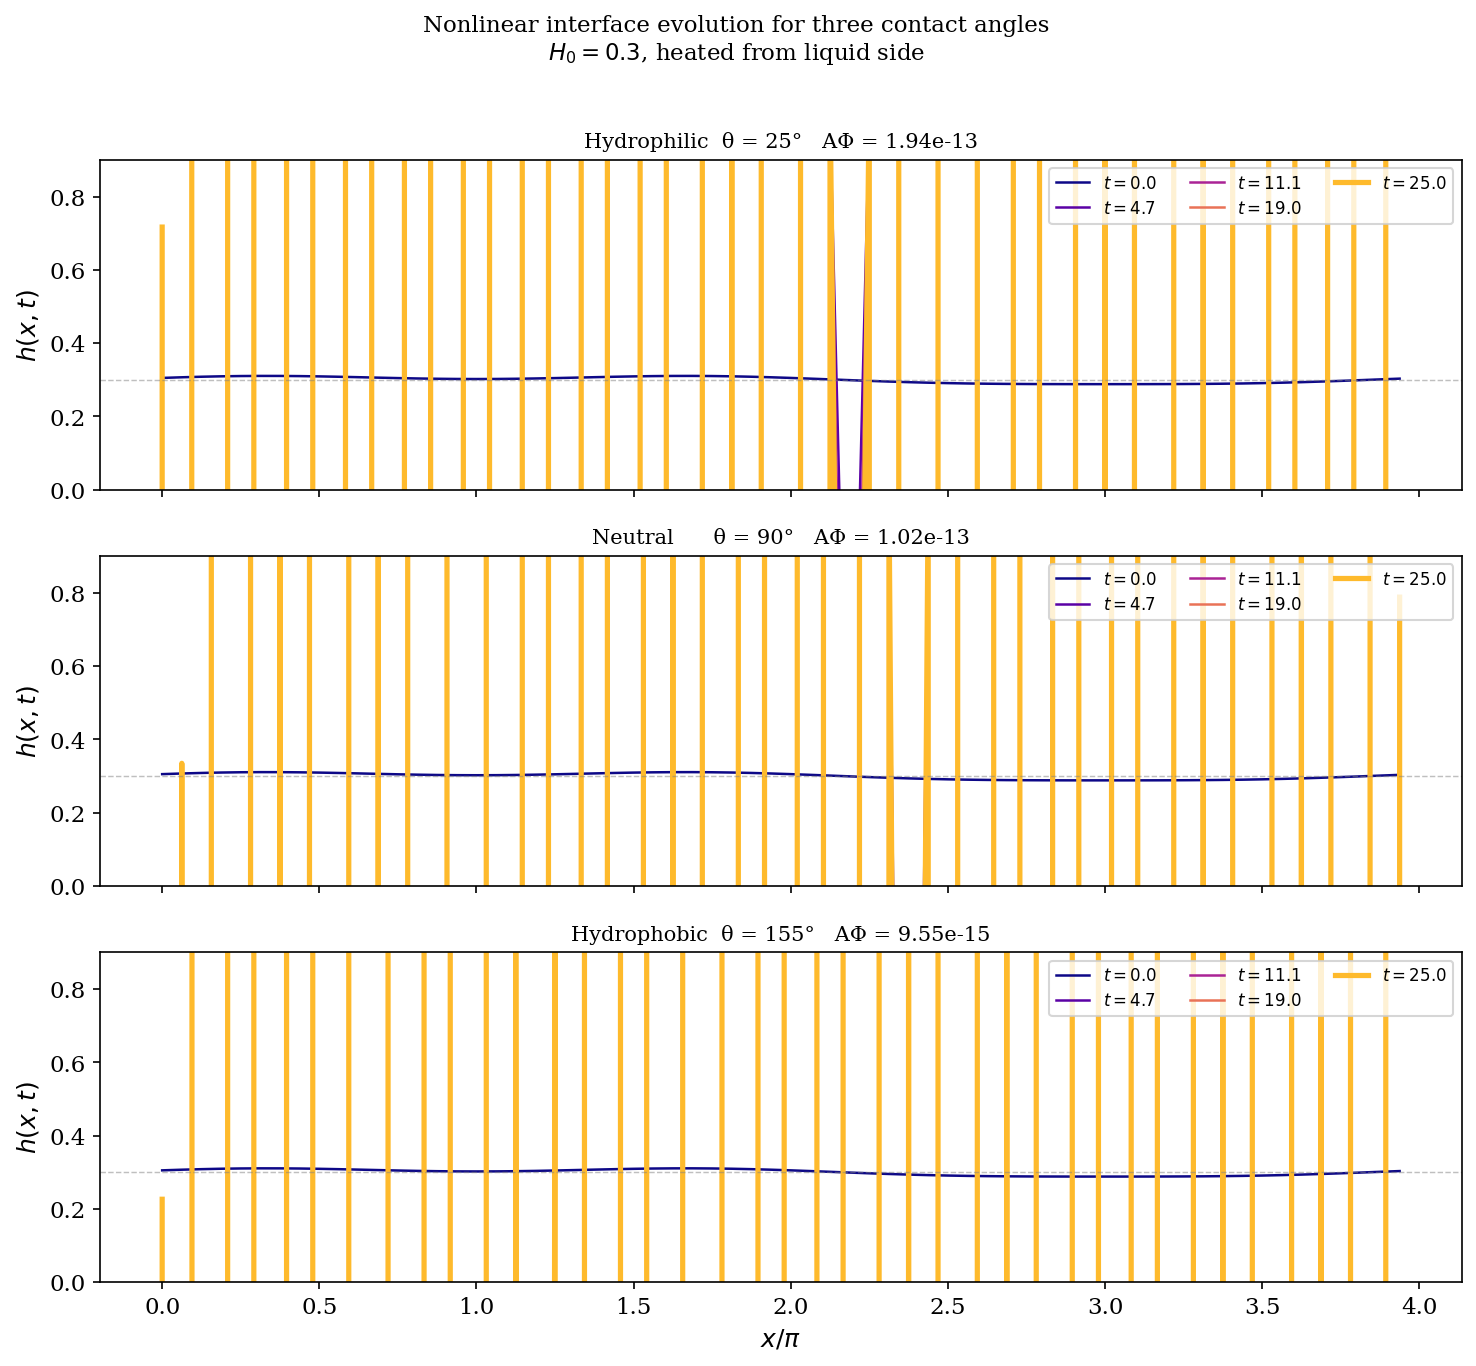 Nonlinear interface evolution for three contact angles
H₀ = 0.3, heated from liquid side
Hydrophilic θ = 25° AΦ = 1.94e-13
h(x, t)
0.8
0.6
0.4
0.2
0.0
t = 0.0 t = 11.1 t = 25.0
t = 4.7 t = 19.0
Neutral θ = 90° AΦ = 1.02e-13
h(x, t)
0.8
0.6
0.4
0.2
0.0
t = 0.0 t = 11.1 t = 25.0
t = 4.7 t = 19.0
Hydrophobic θ = 155° AΦ = 9.55e-15
h(x, t)
0.8
0.6
0.4
0.2
0.0
t = 0.0 t = 11.1 t = 25.0
t = 4.7 t = 19.0
0.0 0.5 1.0 1.5 2.0 2.5 3.0 3.5 4.0
x/π